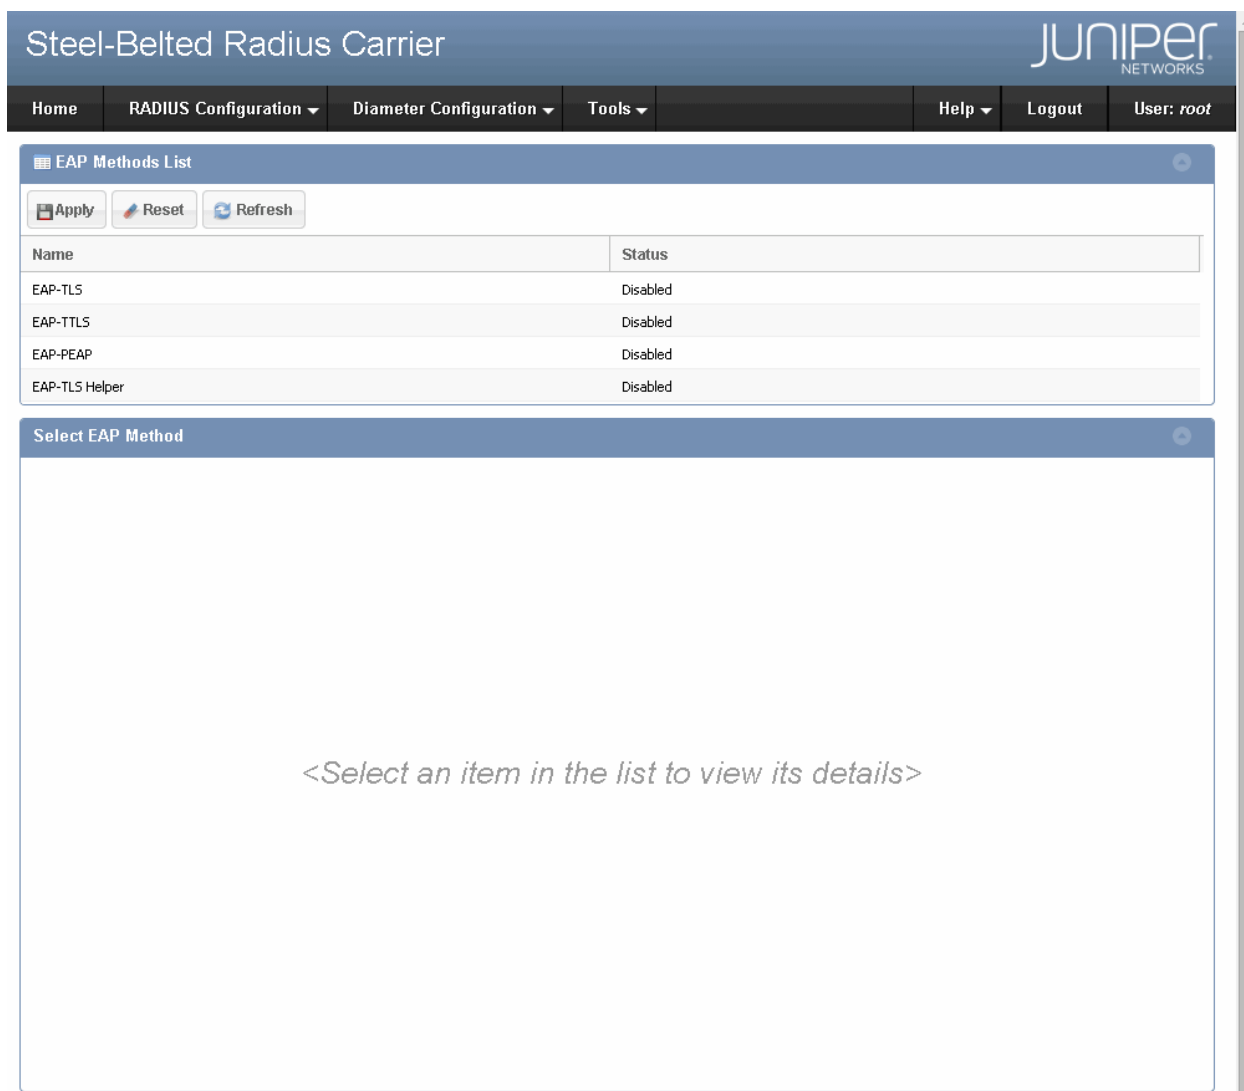 Steel-Belted Radius Carrier
JUNIPER
NETWORKS
Home RADIUS Configuration Diameter Configuration Tools Help Logout User: root
EAP Methods List
Apply Reset Refresh
Name Status
EAP-TLS Disabled
EAP-TTLS Disabled
EAP-PEAP Disabled
EAP-TLS Helper Disabled
Select EAP Method
<Select an item in the list to view its details>